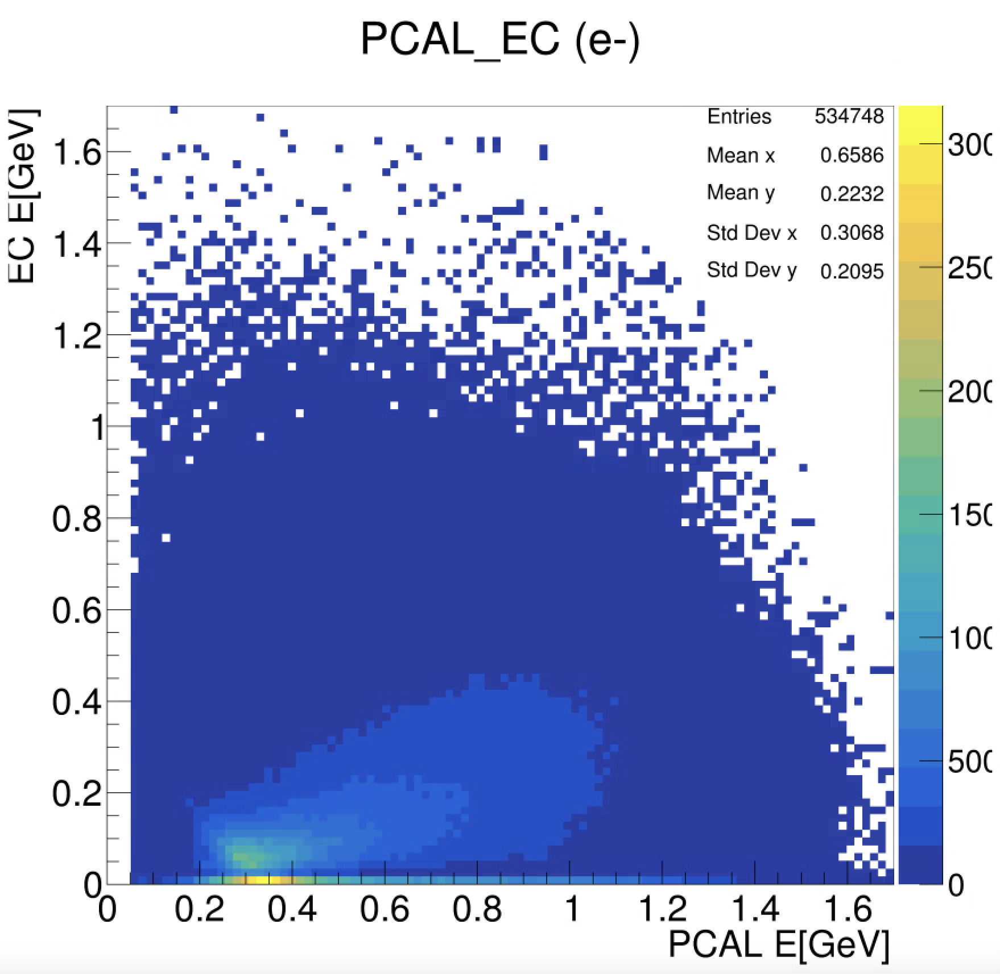 PCAL_EC (e-)
EC E[GeV]
Entries 534748
Mean x 0.6586
Mean y 0.2232
Std Dev x 0.3068
Std Dev y 0.2095
1.6
1.4
1.2
1
0.8
0.6
0.4
0.2
0
0 0.2 0.4 0.6 0.8 1 1.2 1.4 1.6
PCAL E[GeV]
0